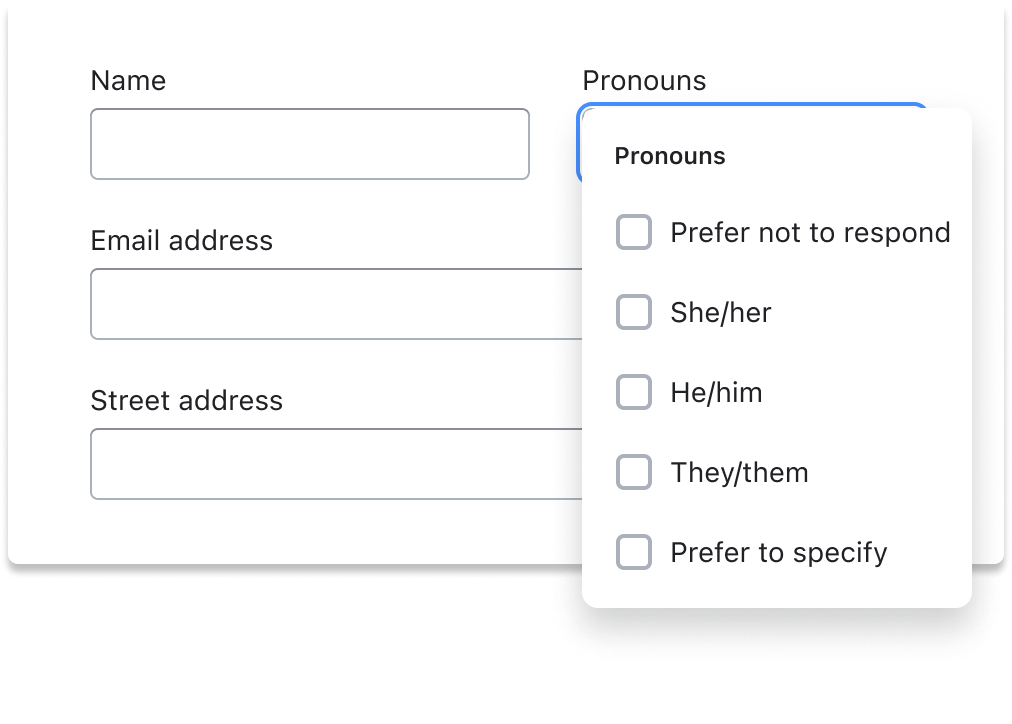 Name
Pronouns
Pronouns
Prefer not to respond
She/her
Email address
He/him
Street address
They/them
Prefer to specify